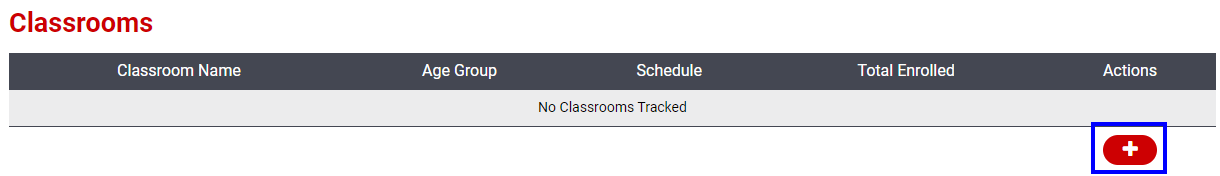 Classrooms
Classroom Name Age Group Schedule Total Enrolled Actions
No Classrooms Tracked